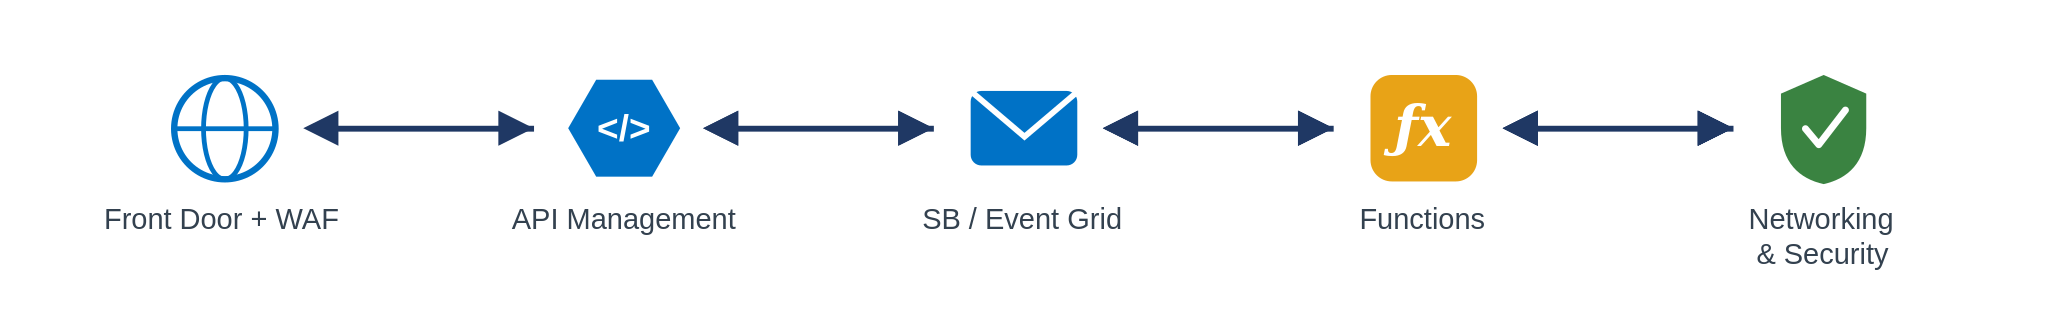 </>
fx
Front Door + WAF
API Management
SB / Event Grid
Functions
Networking
& Security